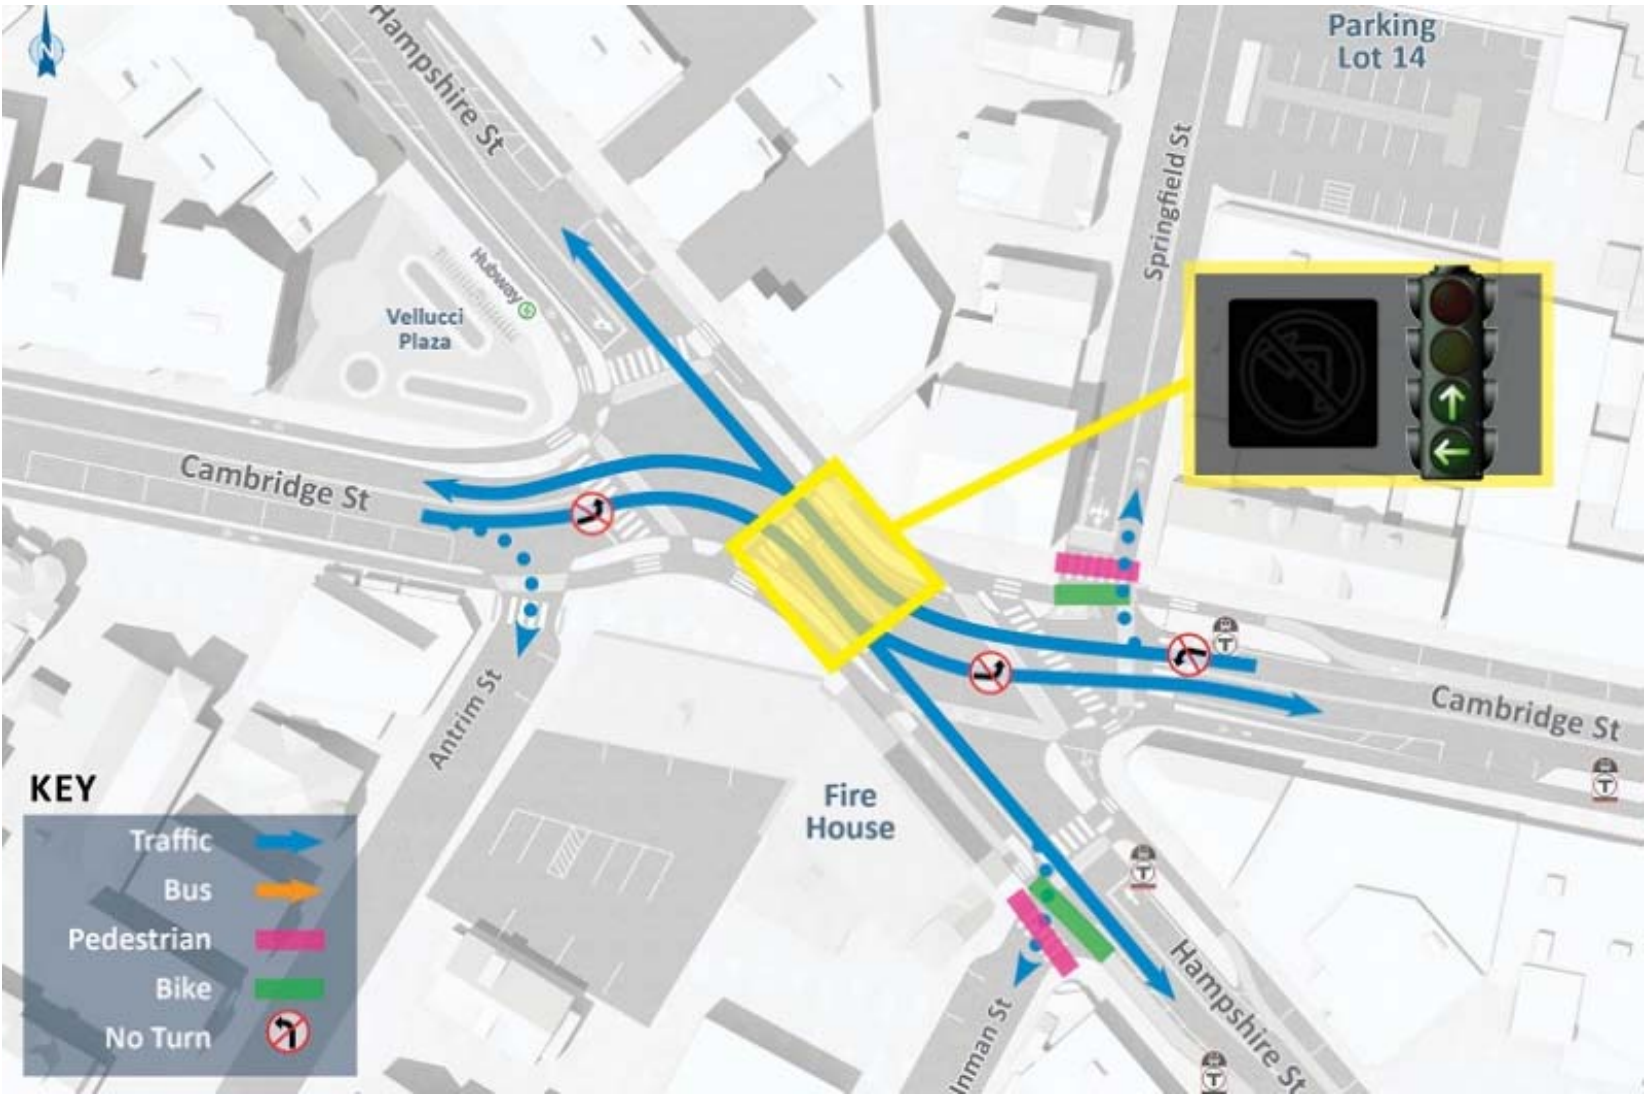 N
Hampshire St
Parking
Lot 14
Springfield St
Hubway
Vellucci
Plaza
Cambridge St
T
Cambridge St
Antrim St
T
Fire
House
T
Hampshire St
Inman St
T
KEY
Traffic
Bus
Pedestrian
Bike
No Turn